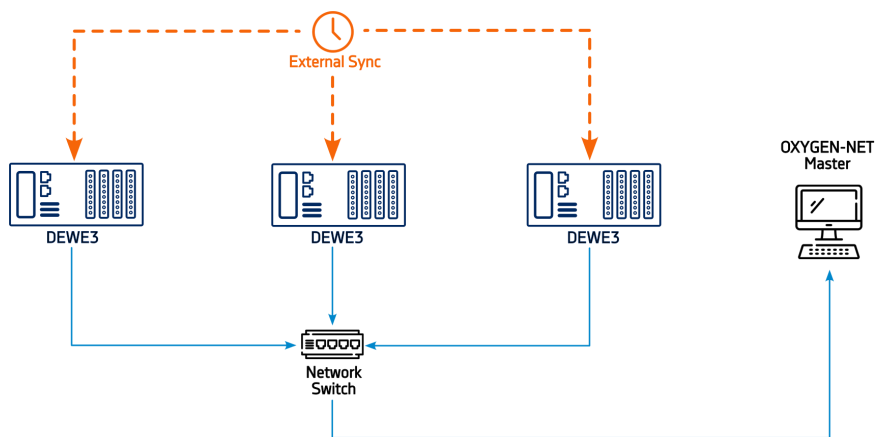 External Sync
OXYGEN-NET
Master
DEWE3
DEWE3
DEWE3
Network
Switch